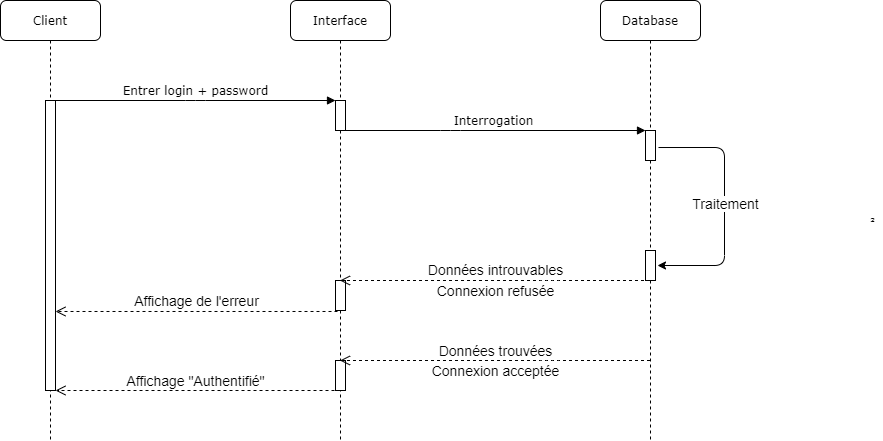 Client
Interface
Database
Entrer login + password
Interrogation
Traitement
2
Données introuvables
Connexion refusée
Affichage de l'erreur
Données trouvées
Connexion acceptée
Affichage "Authentifié"